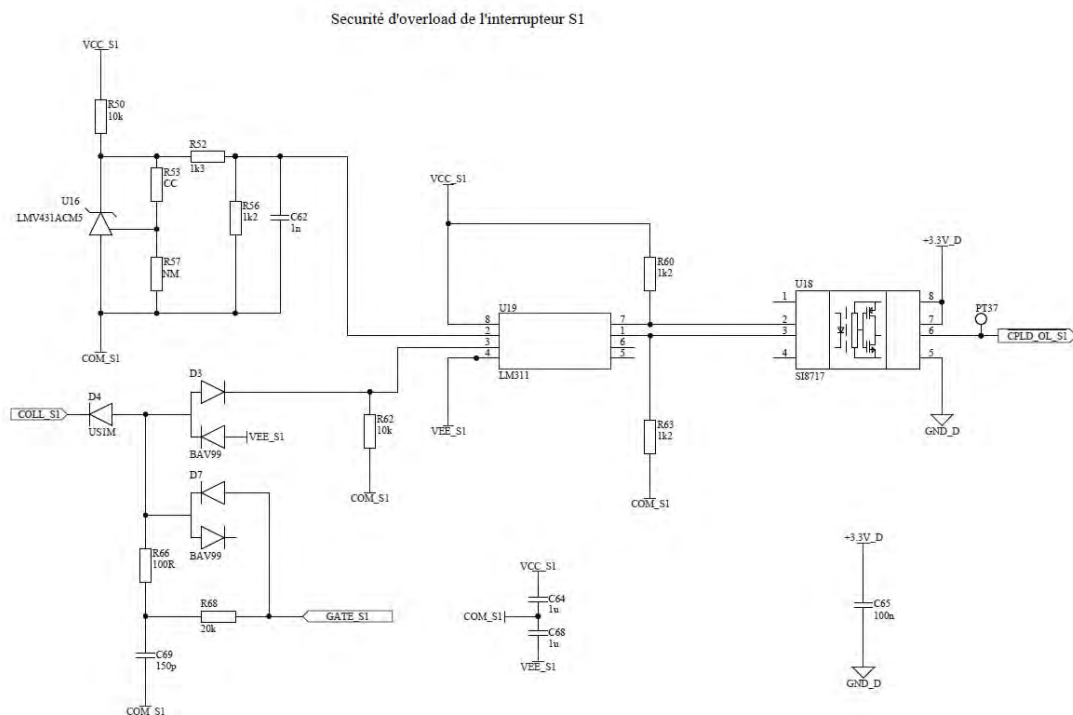 Securité d'overload de l'interrupteur S1
VCC_S1
R50
10k
R52
1k3
R53
CC
U16
LMV431ACM5
R56
1k2
C62
1n
R57
NM
COM_S1
VCC_S1
R60
1k2
+3.3V_D
U19
8
2
3
4
7
1
6
5
LM311
VEE_S1
U18
1
2
3
4
8
7
6
5
SI8717
PT37
CPLD_OL_S1
GND_D
D3
D4
COLL_S1
US1M
VEE_S1
BAV99
R62
10k
COM_S1
R63
1k2
COM_S1
D7
BAV99
R66
100R
R68
20k
GATE_S1
C69
150p
COM_S1
VCC_S1
C64
1u
COM_S1
C68
1u
VEE_S1
+3.3V_D
C65
100n
GND_D